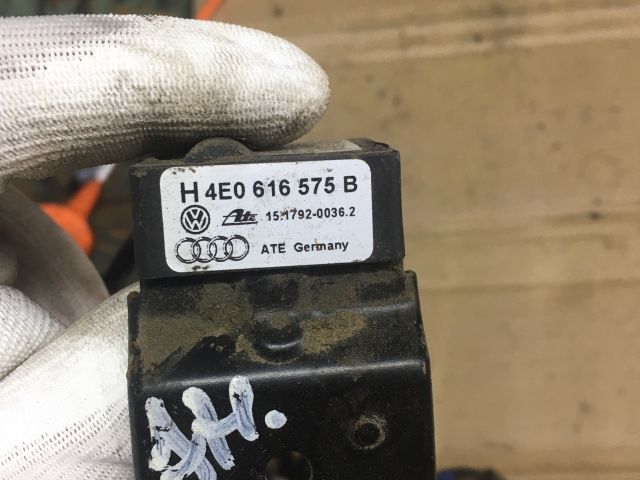 H 4E0 616 575 B
Ate 15.1792-0036.2
ATE Germany